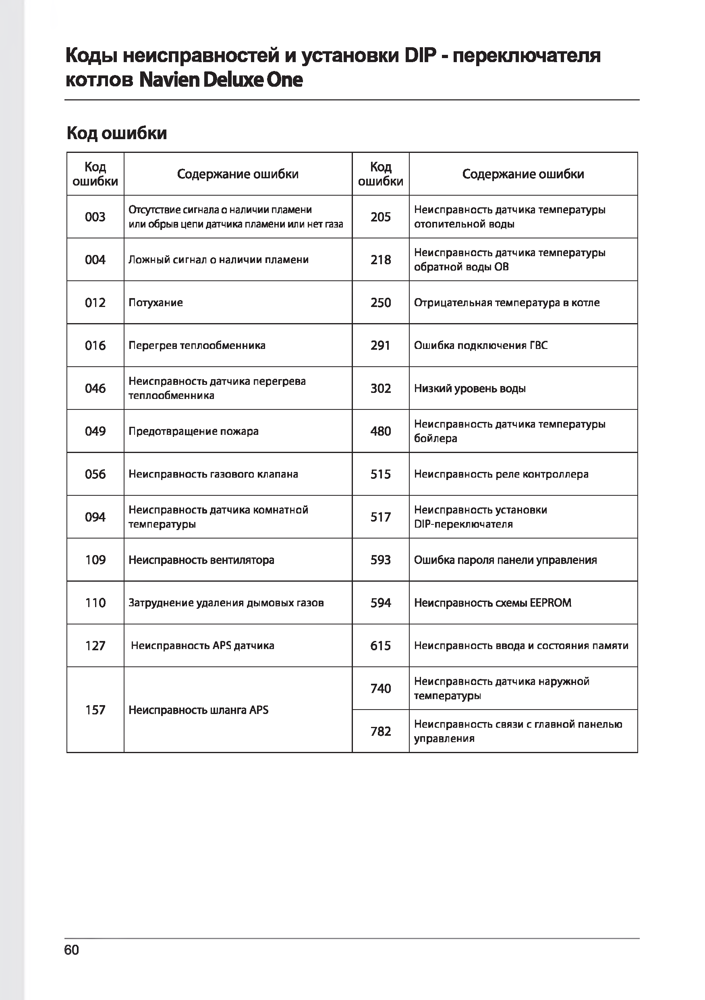 Коды неисправностей и установки DIP - переключателя
котлов Navien Deluxe One
Код ошибки
Код
ошибки
Содержание ошибки
Код
ошибки
Содержание ошибки
003
Отсутствие сигнала о наличии пламени
или обрыв цепи датчика пламени или нет газа
205
Неисправность датчика температуры
отопительной воды
004
Ложный сигнал о наличии пламени
218
Неисправность датчика температуры
обратной воды ОВ
012
Потухание
250
Отрицательная температура в котле
016
Перегрев теплообменника
291
Ошибка подключения ГВС
046
Неисправность датчика перегрева
теплообменника
302
Низкий уровень воды
049
Предотвращение пожара
480
Неисправность датчика температуры
бойлера
056
Неисправность газового клапана
515
Неисправность реле контроллера
094
Неисправность датчика комнатной
температуры
517
Неисправность установки
DIP-переключателя
109
Неисправность вентилятора
593
Ошибка пароля панели управления
110
Затруднение удаления дымовых газов
594
Неисправность схемы EEPROM
127
Неисправность APS датчика
615
Неисправность ввода и состояния памяти
157
Неисправность шланга APS
740
Неисправность датчика наружной
температуры
782
Неисправность связи с главной панелью
управления
60